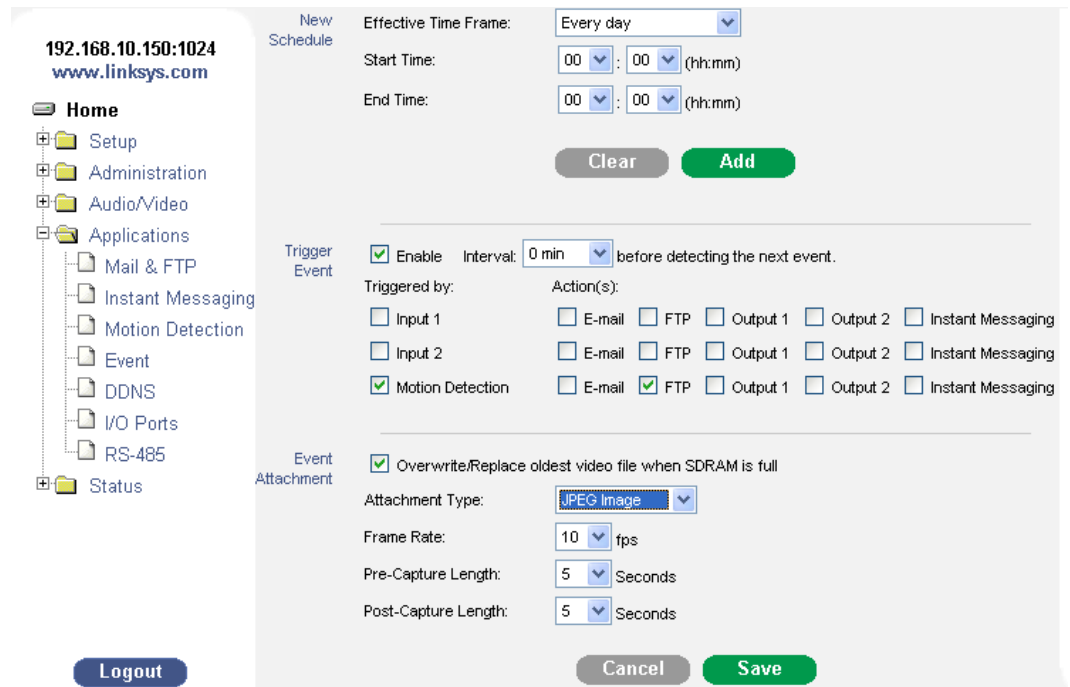 192.168.10.150:1024
www.linksys.com
Home
Setup
Administration
Audio/Video
Applications
Mail & FTP
Instant Messaging
Motion Detection
Event
DDNS
I/O Ports
RS-485
Status
Logout
New Schedule
Effective Time Frame: Every day
Start Time: 00 : 00 (hh:mm)
End Time: 00 : 00 (hh:mm)
Clear Add
Trigger Event
Enable Interval: 0 min before detecting the next event.
Triggered by: Action(s):
Input 1 E-mail FTP Output 1 Output 2 Instant Messaging
Input 2 E-mail FTP Output 1 Output 2 Instant Messaging
Motion Detection E-mail FTP Output 1 Output 2 Instant Messaging
Event Attachment
Overwrite/Replace oldest video file when SDRAM is full
Attachment Type: JPEG Image
Frame Rate: 10 fps
Pre-Capture Length: 5 Seconds
Post-Capture Length: 5 Seconds
Cancel Save